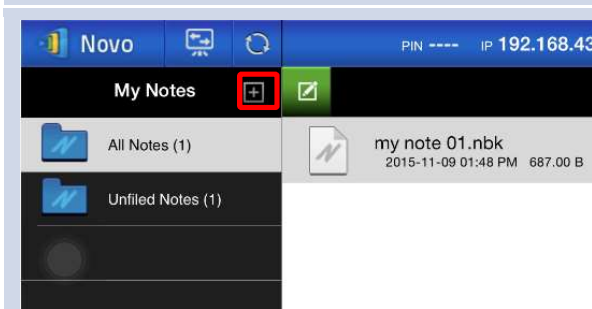 Novo
PIN ---- IP 192.168.43
My Notes
All Notes (1)
my note 01.nbk
2015-11-09 01:48 PM 687.00 B
Unfiled Notes (1)